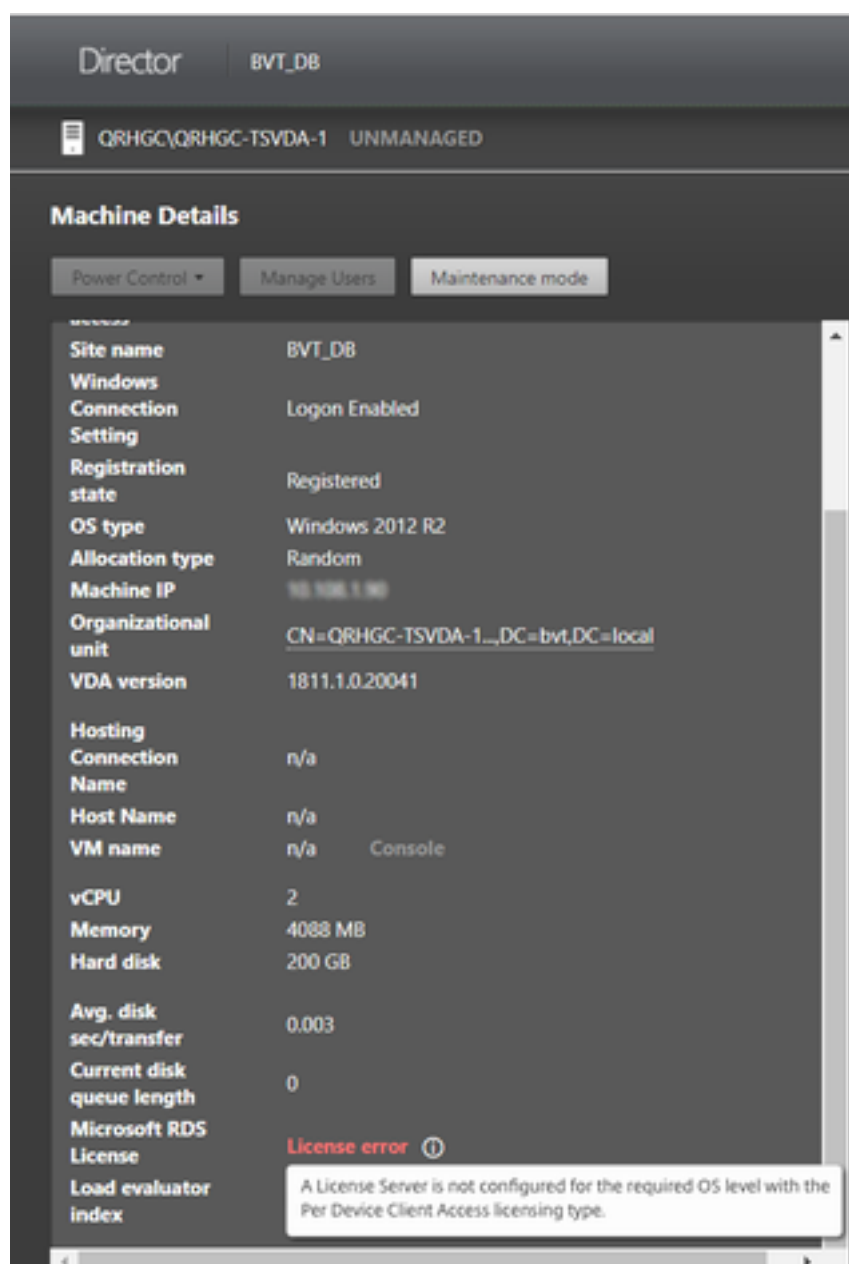 Director BVT_DB
QRHGC\QRHGC-TSVDA-1 UNMANAGED
Machine Details
Power Control Manage Users Maintenance mode
Site name BVT_DB
Windows
Connection Logon Enabled
Setting
Registration
state Registered
OS type Windows 2012 R2
Allocation type Random
Machine IP
Organizational
unit CN=QRHGC-TSVDA-1...,DC=bvt,DC=local
VDA version 1811.1.0.20041
Hosting
Connection n/a
Name
Host Name n/a
VM name n/a Console
vCPU 2
Memory 4088 MB
Hard disk 200 GB
Avg. disk
sec/transfer 0.003
Current disk
queue length 0
Microsoft RDS
License License error
Load evaluator
index
A License Server is not configured for the required OS level with the
Per Device Client Access licensing type.